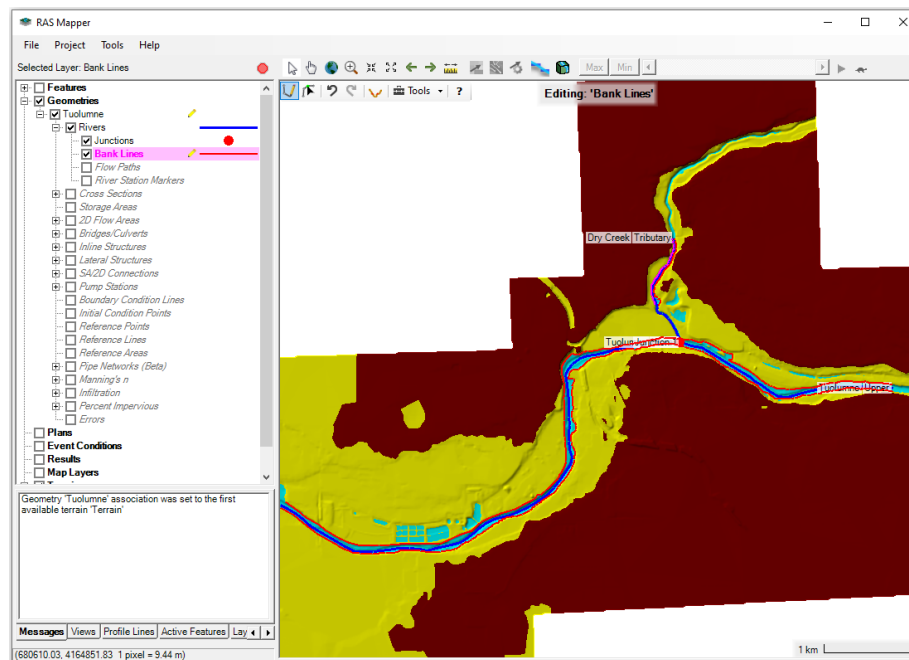 RAS Mapper
File Project Tools Help
Selected Layer: Bank Lines
Max Min
Features
Geometries
Tuolumne
Rivers
Junctions
Bank Lines
Flow Paths
River Station Markers
Cross Sections
Storage Areas
2D Flow Areas
Bridges/Culverts
Inline Structures
Lateral Structures
SA/2D Connections
Pump Stations
Boundary Condition Lines
Initial Condition Points
Reference Points
Reference Lines
Reference Areas
Pipe Networks (Beta)
Manning's n
Infiltration
Percent Impervious
Errors
Plans
Event Conditions
Results
Map Layers
Tools ?
Editing: 'Bank Lines'
Dry Creek Tributary
Junction
Tuolumne Upper
1 km
Geometry 'Tuolumne' association was set to the first
available terrain 'Terrain'
Messages Views Profile Lines Active Features Lay
(680610.03, 4164851.83 1 pixel = 9.44 m)